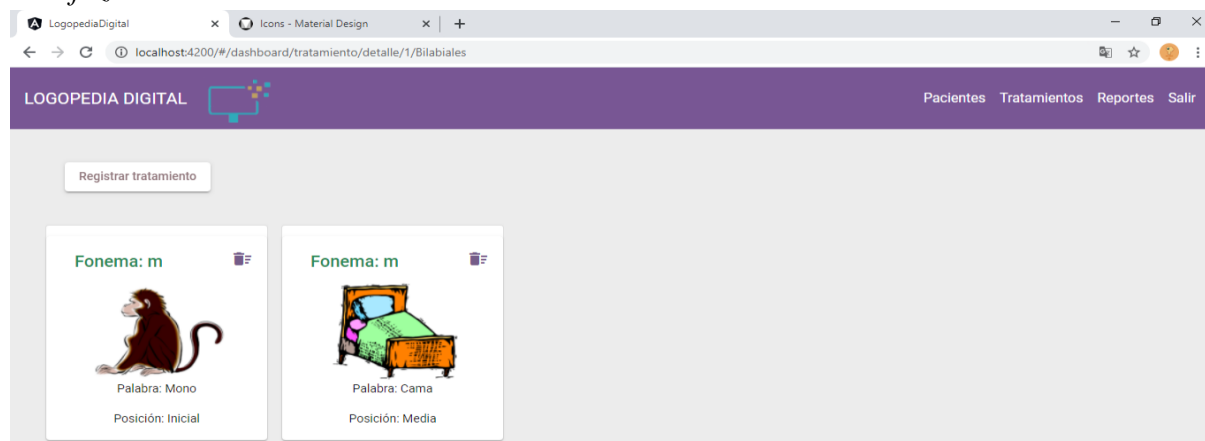 LogopediaDigital
Icons - Material Design
localhost:4200/#/dashboard/tratamiento/detalle/1/Bilabiales
LOGOPEDIA DIGITAL
Pacientes Tratamientos Reportes Salir
Registrar tratamiento
Fonema: m
Palabra: Mono
Posición: Inicial
Fonema: m
Palabra: Cama
Posición: Media